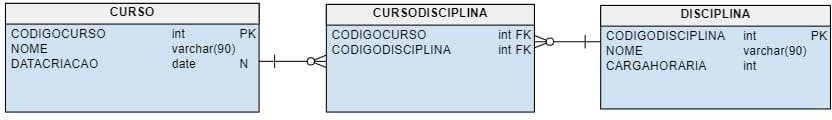 CURSO
CODIGOCURSO int PK
NOME varchar(90)
DATACRIACAO date N
CURSODISCIPLINA
CODIGOCURSO int FK
CODIGODISCIPLINA int FK
DISCIPLINA
CODIGODISCIPLINA int PK
NOME varchar(90)
CARGAHORARIA int